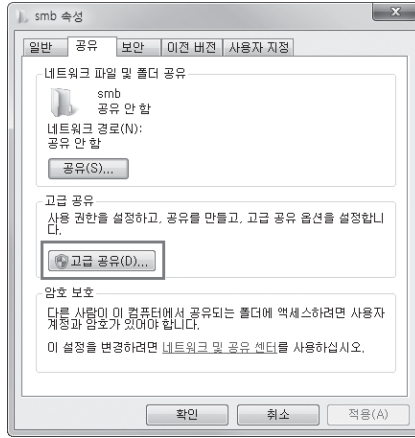 smb 속성
일반 공유 보안 이전 버전 사용자 지정
네트워크 파일 및 폴더 공유
smb
공유 안 함
네트워크 경로(N):
공유 안 함
공유(S)...
고급 공유
사용 권한을 설정하고, 공유를 만들고, 고급 공유 옵션을 설정합니
다.
고급 공유(D)...
암호 보호
다른 사람이 이 컴퓨터에서 공유되는 폴더에 액세스하려면 사용자
계정과 암호가 있어야 합니다.
이 설정을 변경하려면 네트워크 및 공유 센터를 사용하십시오.
확인 취소 적용(A)